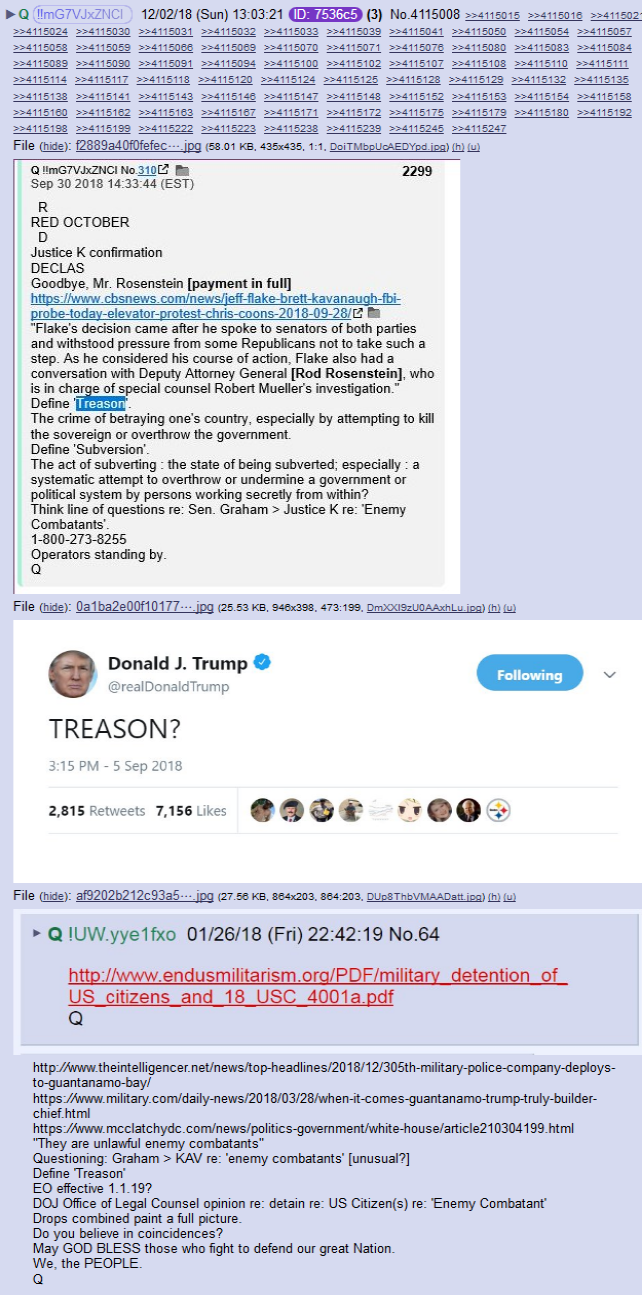 ▶ Q !!mG7VJxZNCI 12/02/18 (Sun) 13:03:21 ID: 7536c5 (3) No.4115008 >>4115015 >>4115016 >>411502
>>4115024 >>4115030 >>4115031 >>4115032 >>4115033 >>4115039 >>4115041 >>4115050 >>4115054 >>4115057
>>4115058 >>4115066 >>4115069 >>4115070 >>4115071 >>4115076 >>4115080 >>4115083 >>4115084
>>4115089 >>4115090 >>4115091 >>4115094 >>4115100 >>4115102 >>4115107 >>4115108 >>4115110 >>4115111
>>4115114 >>4115117 >>4115118 >>4115120 >>4115124 >>4115125 >>4115128 >>4115129 >>4115132 >>4115135
>>4115138 >>4115141 >>4115143 >>4115146 >>4115147 >>4115148 >>4115152 >>4115153 >>4115154 >>4115158
>>4115160 >>4115162 >>4115163 >>4115167 >>4115171 >>4115172 >>4115175 >>4115179 >>4115180 >>4115192
>>4115198 >>4115199 >>4115222 >>4115223 >>4115238 >>4115239 >>4115245 >>4115247
File (hide): f2889a40f0fefec⋯.jpg (58.01 KB, 435x435, 1:1, DoiTMbpUcAEDYpd.jpg) (h) (u)
Q !!mG7VJxZNCI No.310 2299
Sep 30 2018 14:33:44 (EST)
R
RED OCTOBER
D
Justice K confirmation
DECLAS
Goodbye, Mr. Rosenstein [payment in full]
https://www.cbsnews.com/news/jeff-flake-brett-kavanaugh-fbi-
probe-today-elevator-protest-chris-coons-2018-09-28/
"Flake's decision came after he spoke to senators of both parties
and withstood pressure from some Republicans not to take such a
step. As he considered his course of action, Flake also had a
conversation with Deputy Attorney General [Rod Rosenstein], who
is in charge of special counsel Robert Mueller's investigation."
Define 'Treason'.
The crime of betraying one's country, especially by attempting to kill
the sovereign or overthrow the government.
Define 'Subversion'.
The act of subverting : the state of being subverted; especially : a
systematic attempt to overthrow or undermine a government or
political system by persons working secretly from within?
Think line of questions re: Sen. Graham > Justice K re: 'Enemy
Combatants'.
1-800-273-8255
Operators standing by.
Q
File (hide): 0a1ba2e00f10177⋯.jpg (25.53 KB, 946x398, 473:199, DmXXI9zU0AAxhLu.jpg) (h) (u)
Donald J. Trump
Following
@realDonaldTrump
TREASON?
3:15 PM - 5 Sep 2018
2,815 Retweets 7,156 Likes
File (hide): af9202b212c93a5⋯.jpg (27.56 KB, 864x203, 864:203, DUp8ThbVMAADatt.jpg) (h) (u)
▶ Q !UW.yye1fxo 01/26/18 (Fri) 22:42:19 No.64
http://www.endusmilitarism.org/PDF/military_detention_of_
US_citizens_and_18_USC_4001a.pdf
Q
http://www.theintelligencer.net/news/top-headlines/2018/12/305th-military-police-company-deploys-
to-guantanamo-bay/
https://www.military.com/daily-news/2018/03/28/when-it-comes-guantanamo-trump-truly-builder-
chief.html
https://www.mcclatchydc.com/news/politics-government/white-house/article210304199.html
"They are unlawful enemy combatants"
Questioning: Graham > KAV re: 'enemy combatants' [unusual?]
Define 'Treason'
EO effective 1.1.19?
DOJ Office of Legal Counsel opinion re: detain re: US Citizen(s) re: 'Enemy Combatant'
Drops combined paint a full picture.
Do you believe in coincidences?
May GOD BLESS those who fight to defend our great Nation.
We, the PEOPLE.
Q